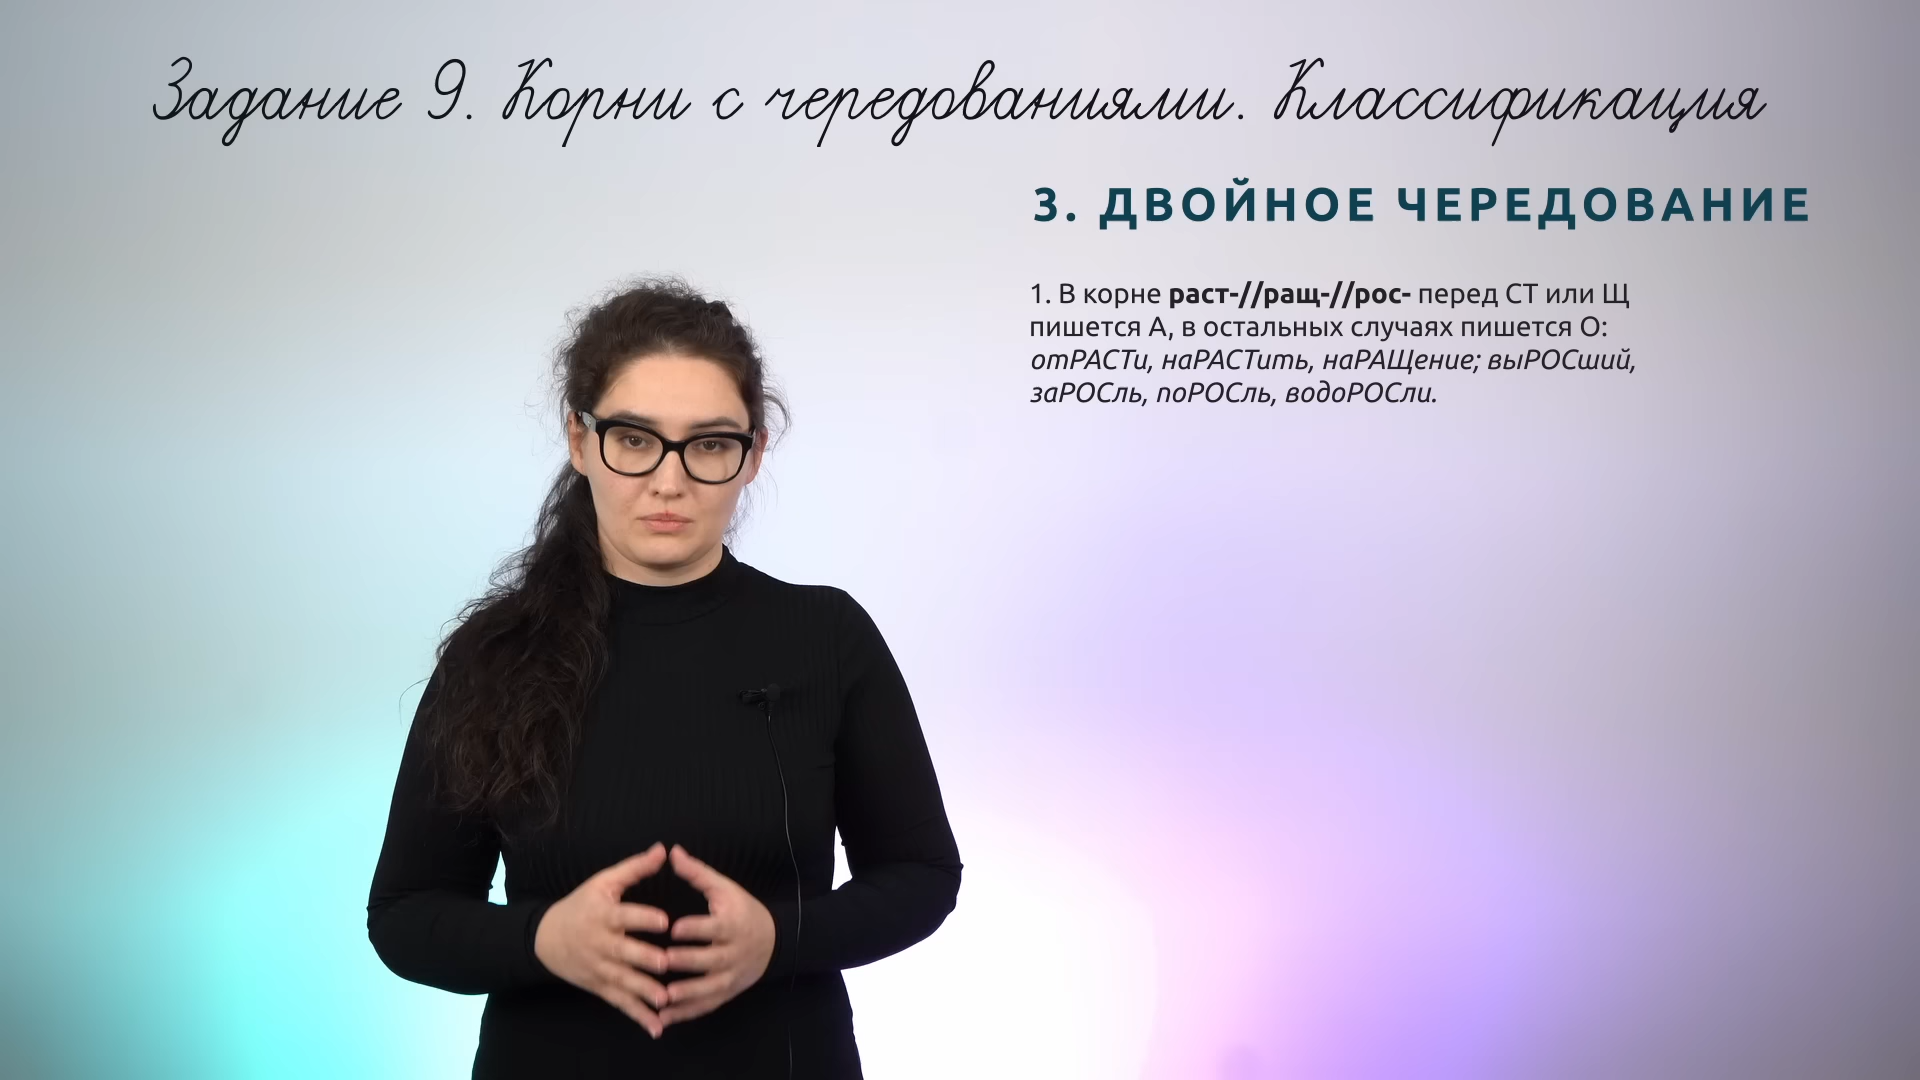 Задание 9. Корни с чередованиями. Классификация
3. ДВОЙНОЕ ЧЕРЕДОВАНИЕ
1. В корне раст-//ращ-//рос- перед СТ или Щ
пишется А, в остальных случаях пишется О:
отРАСТи, наРАСТить, наРАЩение; выРОСший,
заРОСль, поРОСль, водоРОСли.